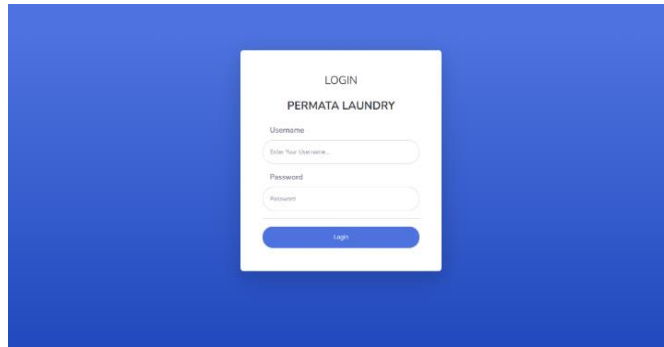 LOGIN
PERMATA LAUNDRY
Username
Enter Your Username...
Password
Password
Login